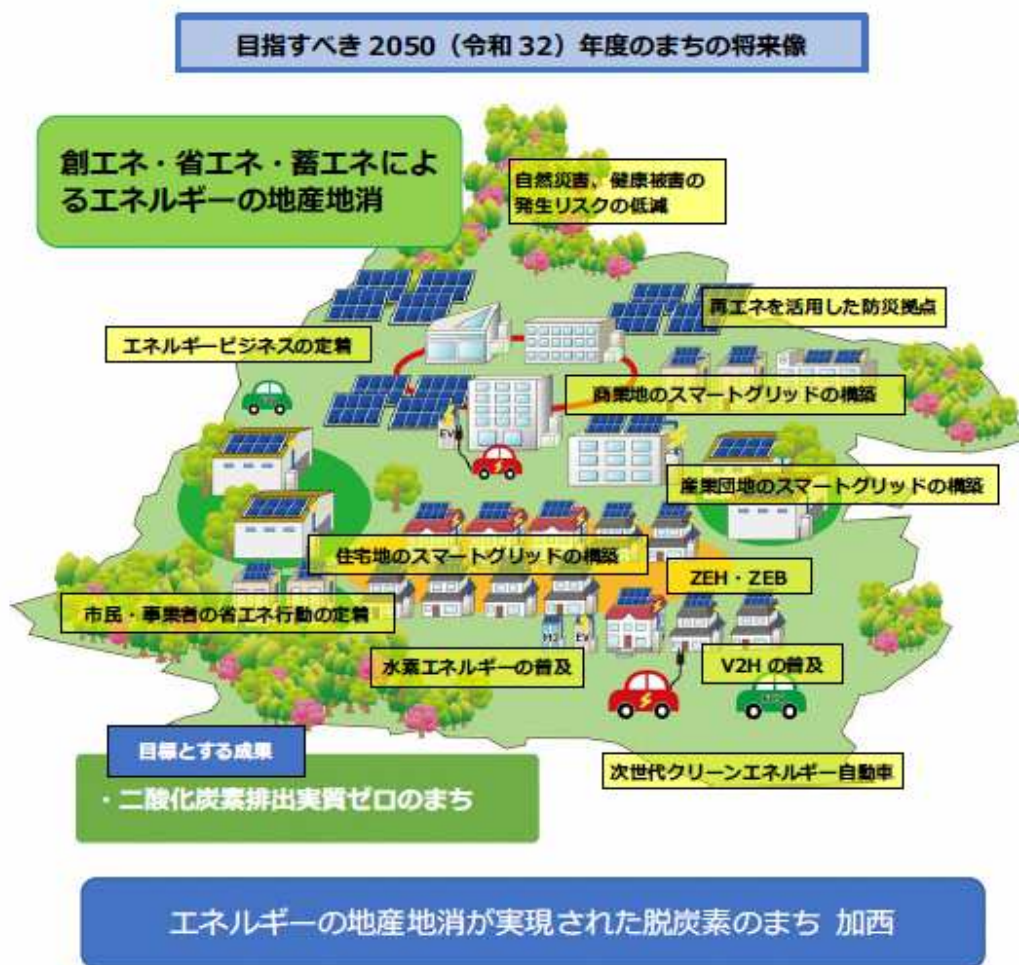 目指すべき 2050（令和 32）年度のまちの将来像
創エネ・省エネ・蓄エネによ
るエネルギーの地産地消
自然災害、健康被害の
発生リスクの低減
再エネを活用した防災拠点
エネルギービジネスの定着
商業地のスマートグリッドの構築
EV
産業団地のスマートグリッドの構築
住宅地のスマートグリッドの構築
ZEH・ZEB
市民・事業者の省エネ行動の定着
H2
EV
水素エネルギーの普及
V2H の普及
次世代クリーンエネルギー自動車
目標とする成果
・二酸化炭素排出実質ゼロのまち
エネルギーの地産地消が実現された脱炭素のまち 加西